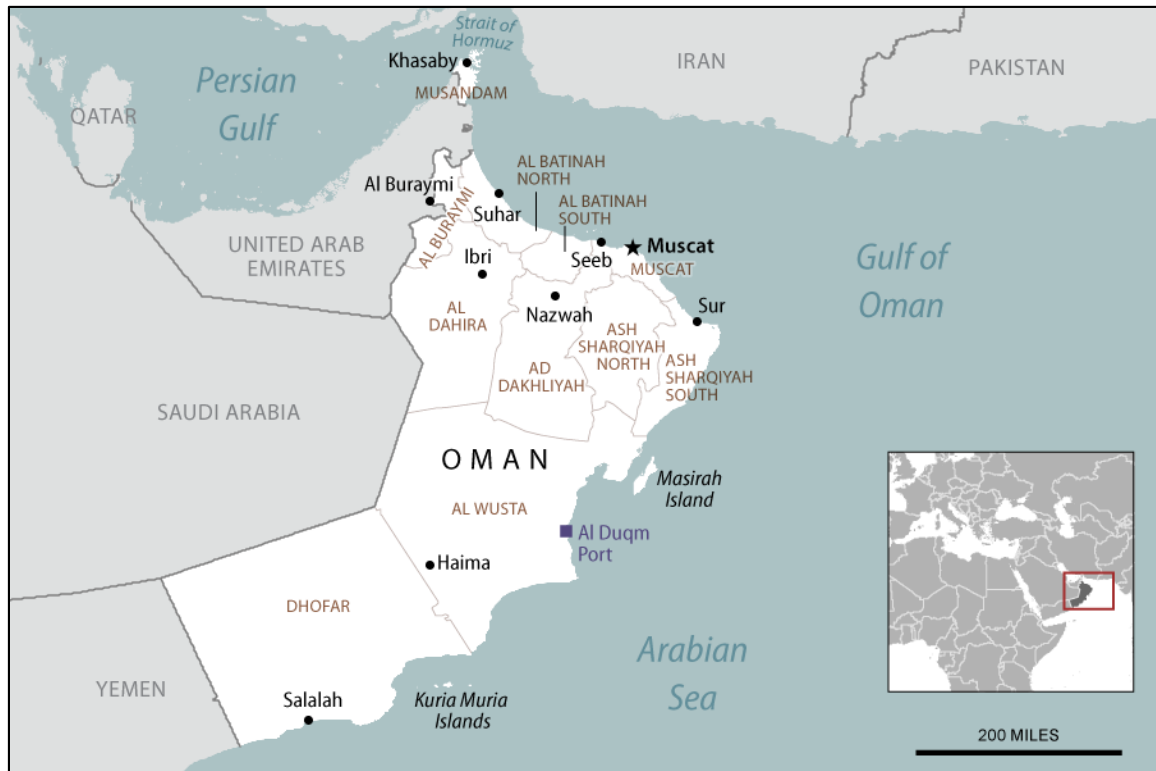 Strait of
Hormuz
Khasaby
MUSANDAM
IRAN
PAKISTAN
Persian
Gulf
QATAR
AL BATINAH
NORTH
Al Buraymi
AL BURAYMI
Suhar
AL BATINAH
SOUTH
UNITED ARAB
EMIRATES
Ibri
Seeb
Muscat
MUSCAT
Gulf of
Oman
Nazwah
Sur
AL
DAHIRA
ASH
SHARQIYAH
NORTH
AD
DAKHLIYAH
ASH
SHARQIYAH
SOUTH
SAUDI ARABIA
OMAN
Masirah
Island
AL WUSTA
Al Duqm
Port
Haima
DHOFAR
Arabian
Sea
YEMEN
Salalah
Kuria Muria
Islands
200 MILES